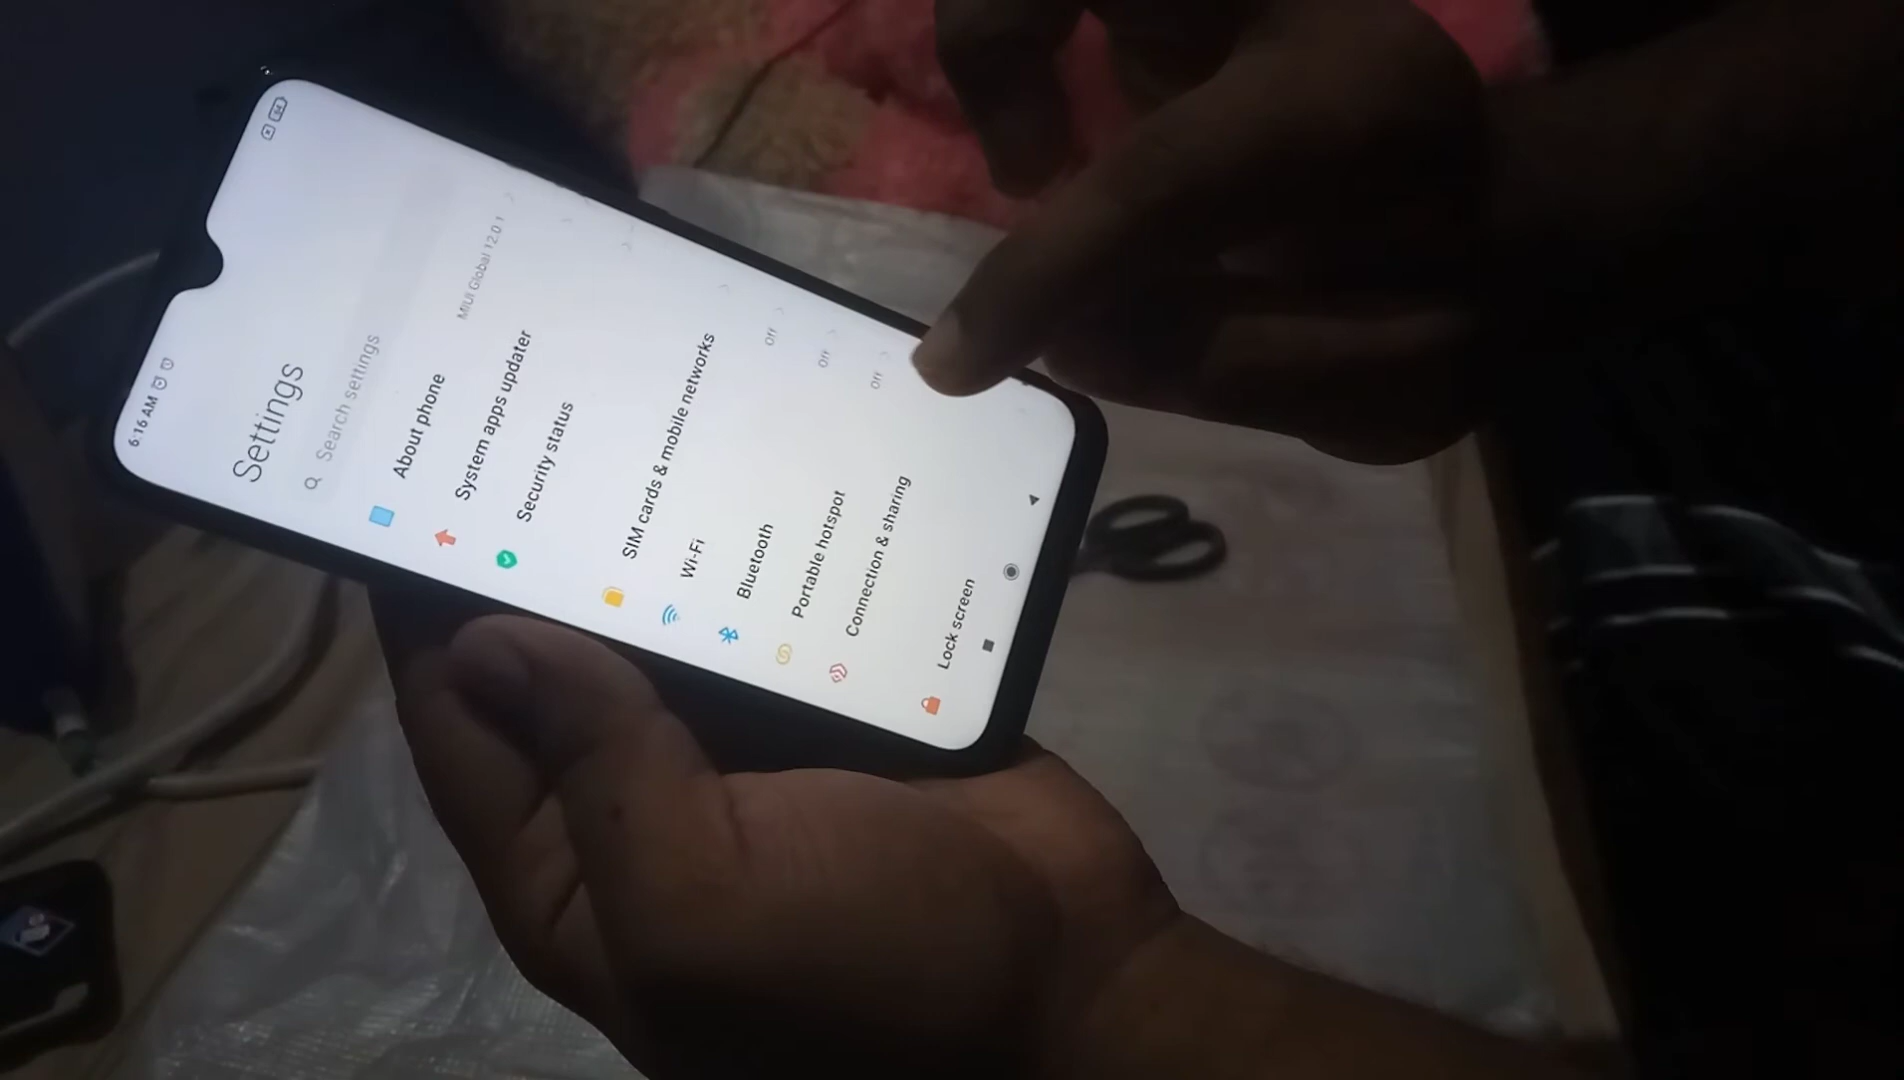 6:16 AM
Settings
Search settings
About phone MIUI Global 12.0.1
System apps updater
Security status
SIM cards & mobile networks
Wi-Fi Off
Bluetooth Off
Portable hotspot Off
Connection & sharing
Lock screen